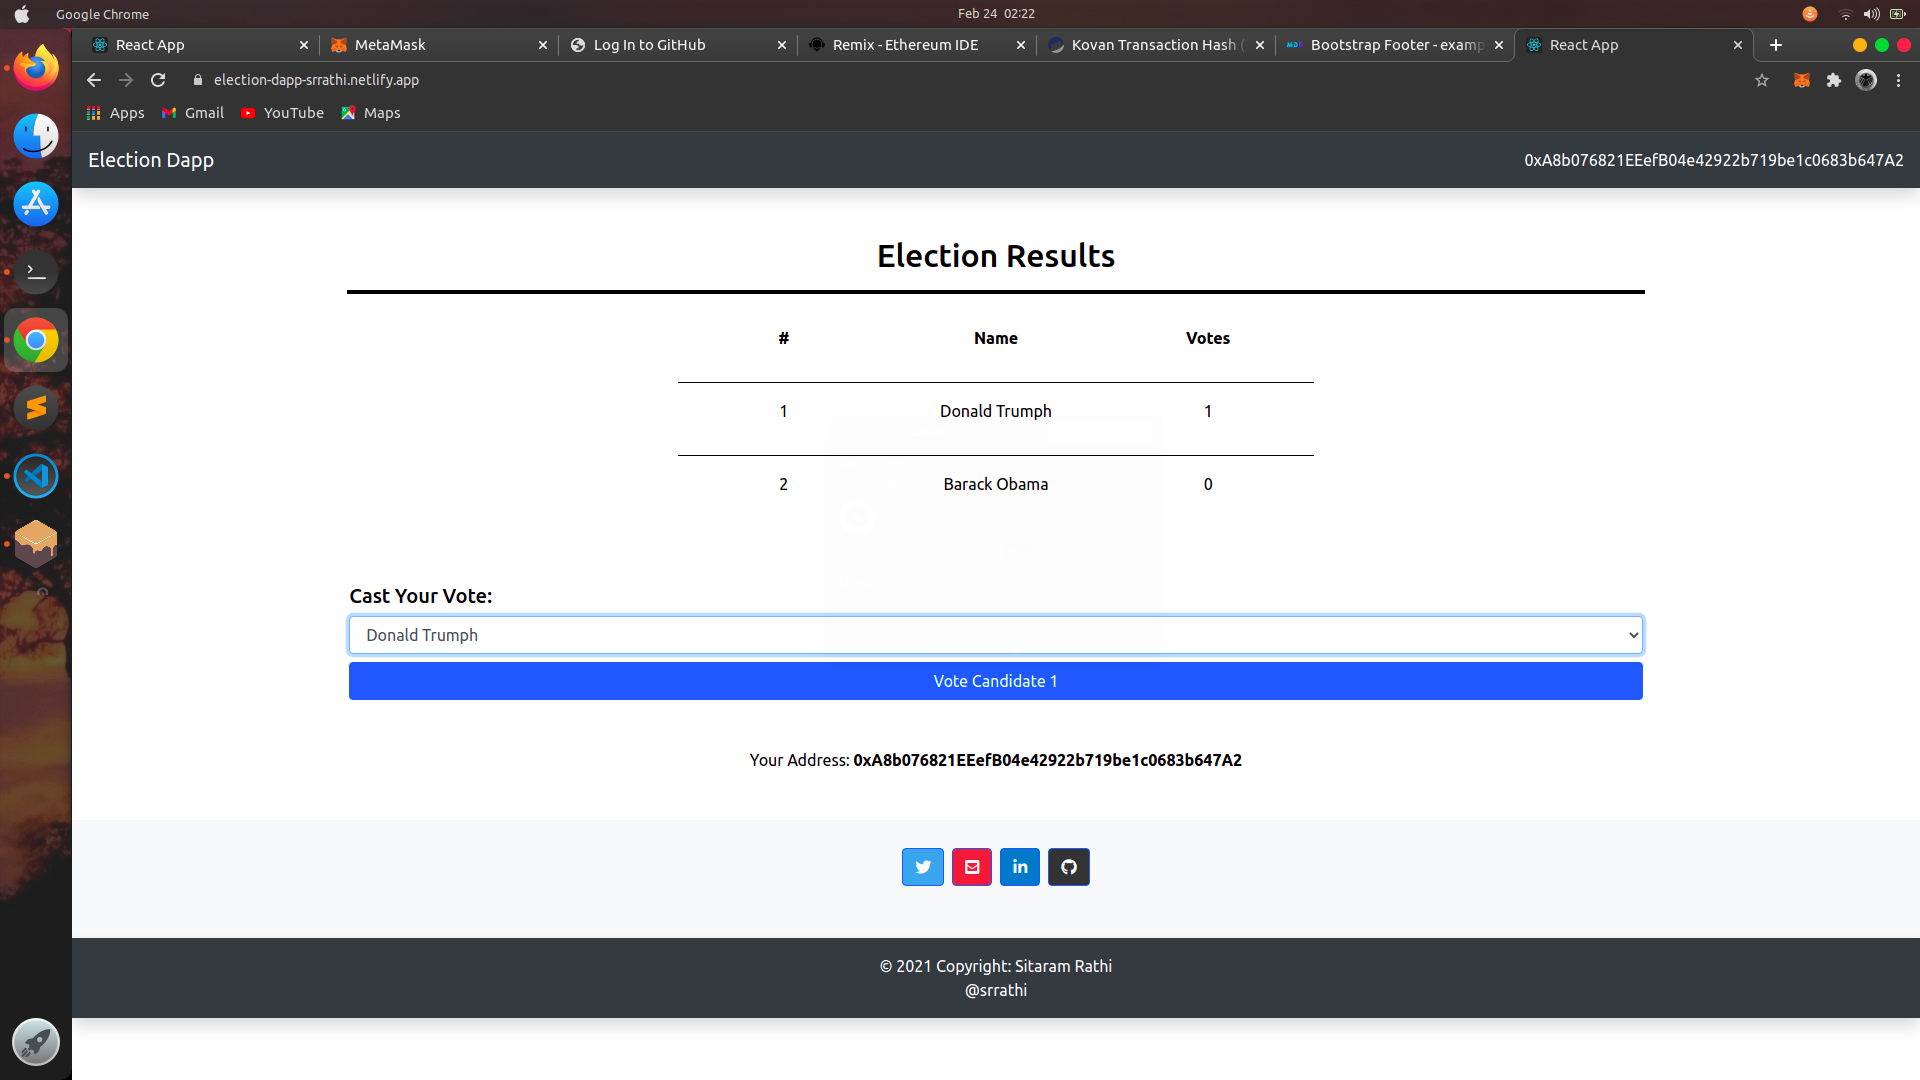 Google Chrome
Feb 24 02:22
React App
MetaMask
Log In to GitHub
Remix - Ethereum IDE
Kovan Transaction Hash (
Bootstrap Footer - examp
React App
election-dapp-srrathi.netlify.app
Apps
Gmail
YouTube
Maps
Election Dapp
0xA8b076821EEefB04e42922b719be1c0683b647A2
Election Results
# Name Votes
1 Donald Trumph 1
2 Barack Obama 0
Cast Your Vote:
Donald Trumph
Vote Candidate 1
Your Address: 0xA8b076821EEefB04e42922b719be1c0683b647A2
© 2021 Copyright: Sitaram Rathi
@srrathi